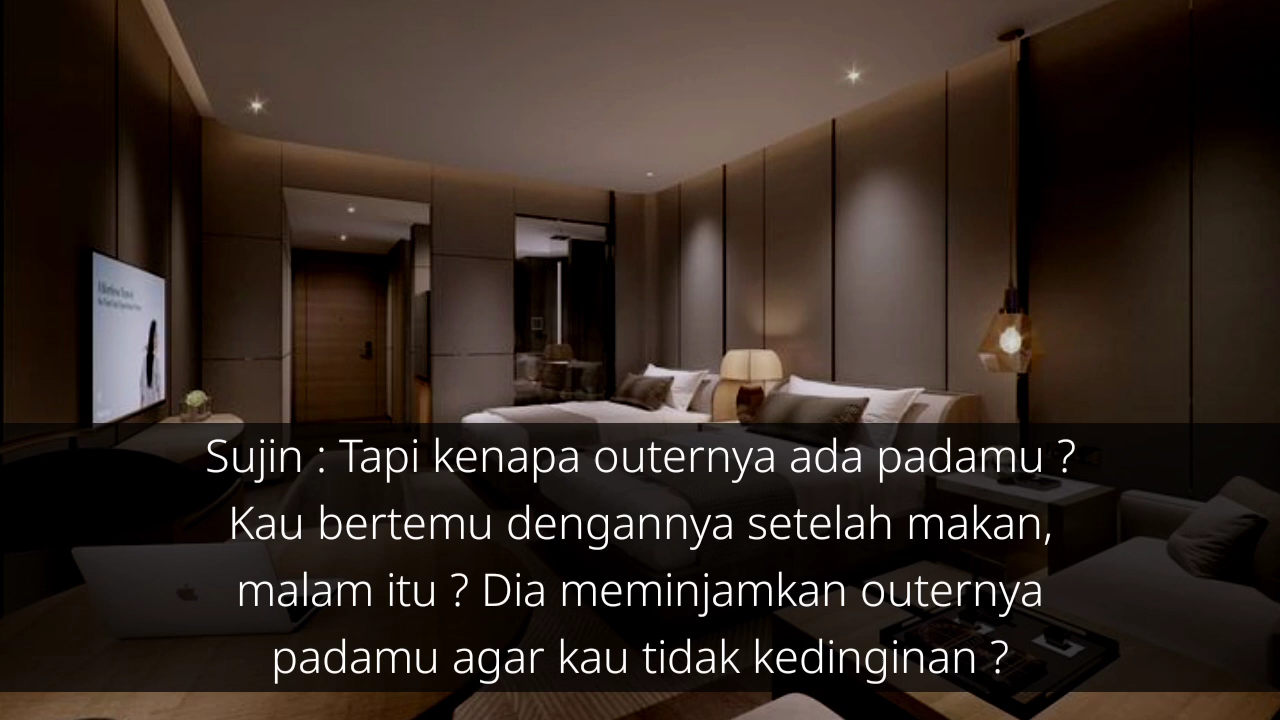 Sujin : Tapi kenapa outernya ada padamu ?
Kau bertemu dengannya setelah makan,
malam itu ? Dia meminjamkan outernya
padamu agar kau tidak kedinginan ?